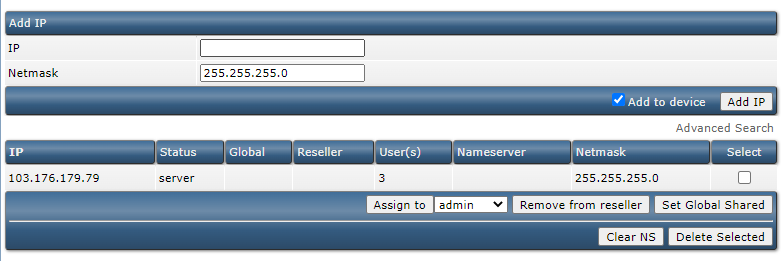 Add IP
IP
Netmask 255.255.255.0
Add to device Add IP
Advanced Search
IP Status Global Reseller User(s) Nameserver Netmask Select
103.176.179.79 server 3 255.255.255.0
Assign to admin Remove from reseller Set Global Shared
Clear NS Delete Selected